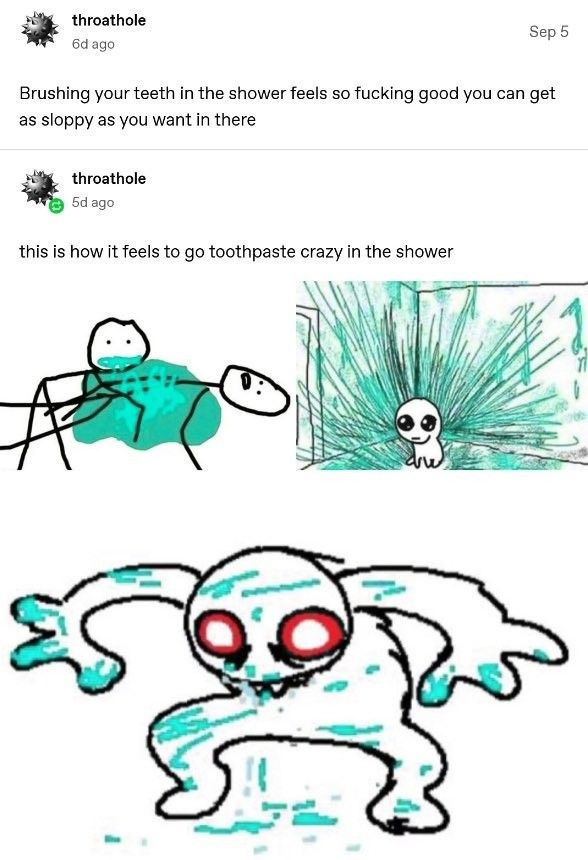 throathole
6d ago
Sep 5
Brushing your teeth in the shower feels so fucking good you can get
as sloppy as you want in there
throathole
5d ago
this is how it feels to go toothpaste crazy in the shower